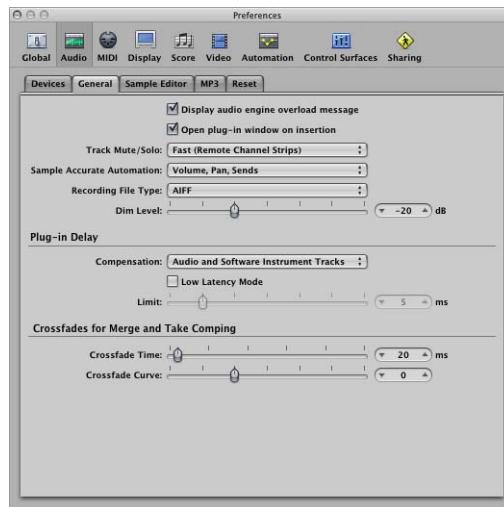 Preferences
Global Audio MIDI Display Score Video Automation Control Surfaces Sharing
Devices General Sample Editor MP3 Reset
Display audio engine overload message
Open plug-in window on insertion
Track Mute/Solo: Fast (Remote Channel Strips)
Sample Accurate Automation: Volume, Pan, Sends
Recording File Type: AIFF
Dim Level: -20 dB
Plug-in Delay
Compensation: Audio and Software Instrument Tracks
Low Latency Mode
Limit: 5 ms
Crossfades for Merge and Take Comping
Crossfade Time: 20 ms
Crossfade Curve: 0